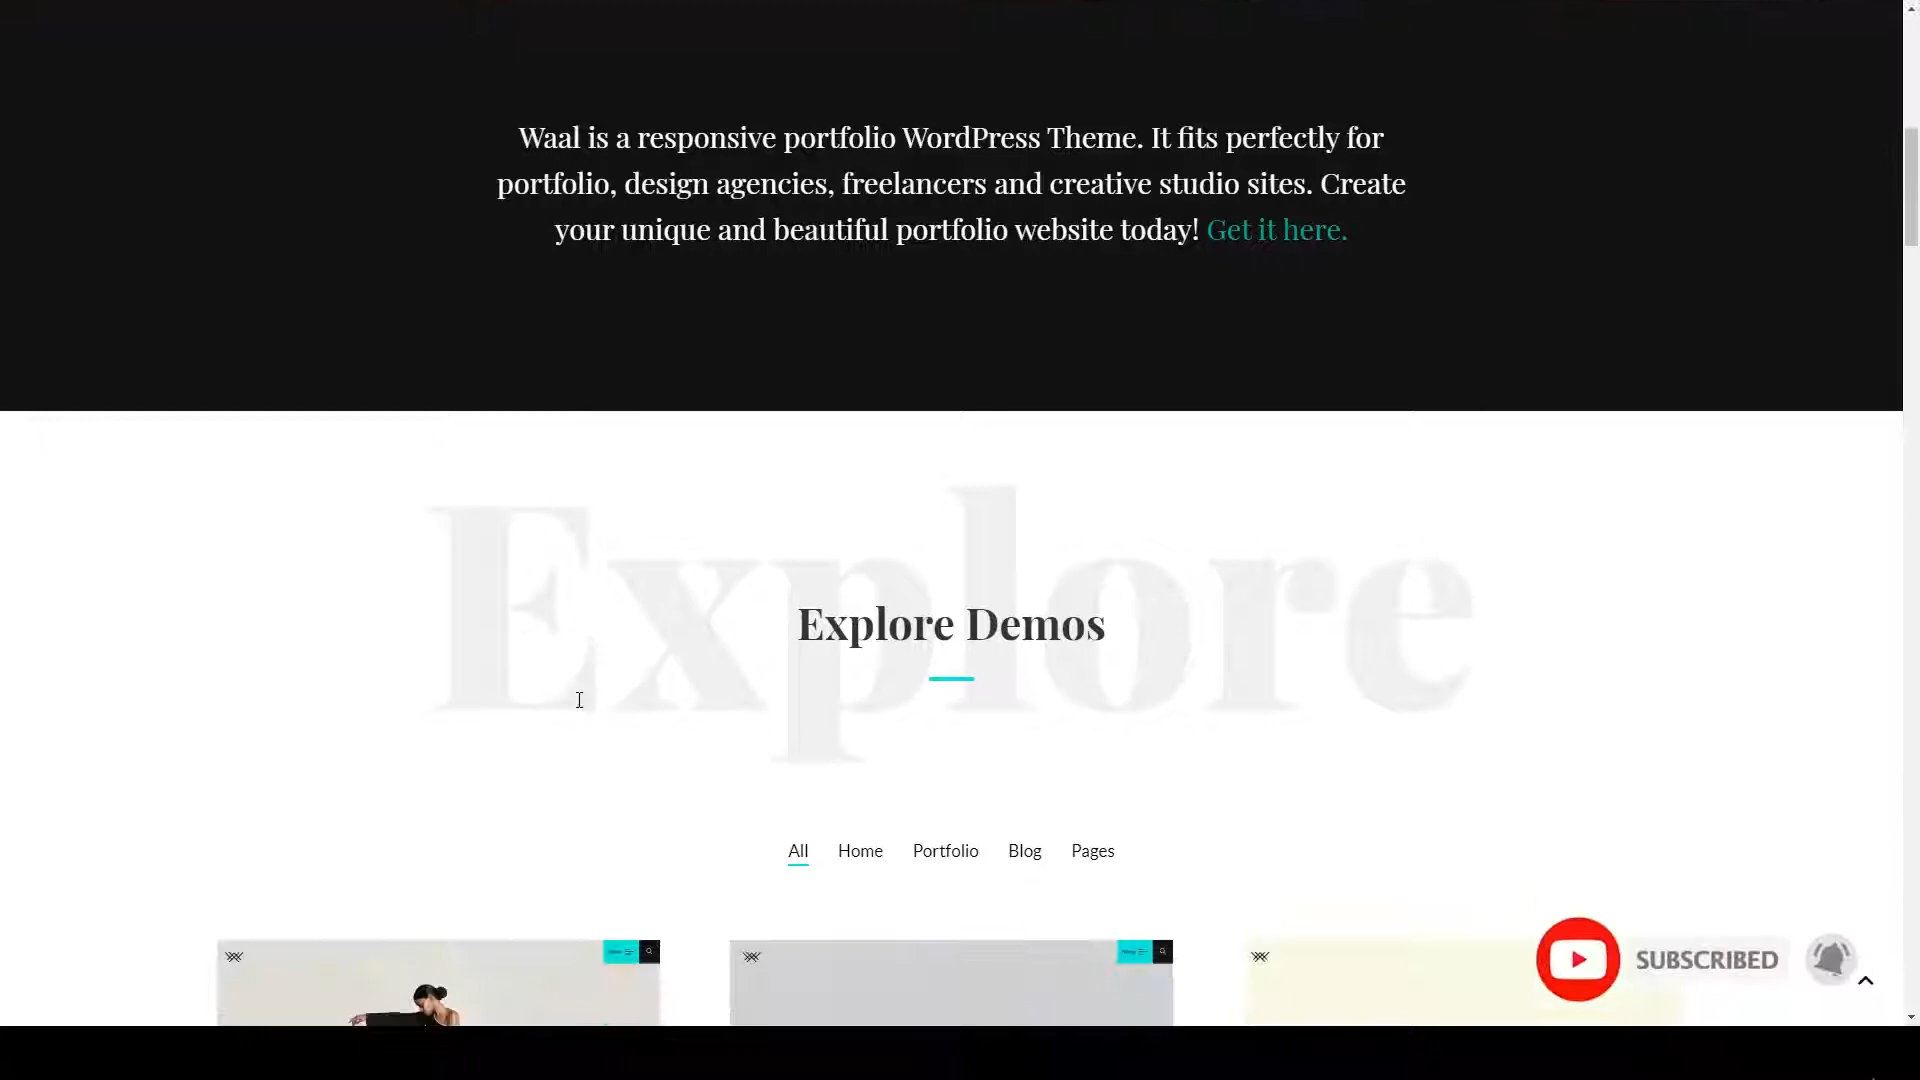 Waal is a responsive portfolio WordPress Theme. It fits perfectly for
portfolio, design agencies, freelancers and creative studio sites. Create
your unique and beautiful portfolio website today! Get it here.
Explore
Explore Demos
All Home Portfolio Blog Pages
SUBSCRIBED